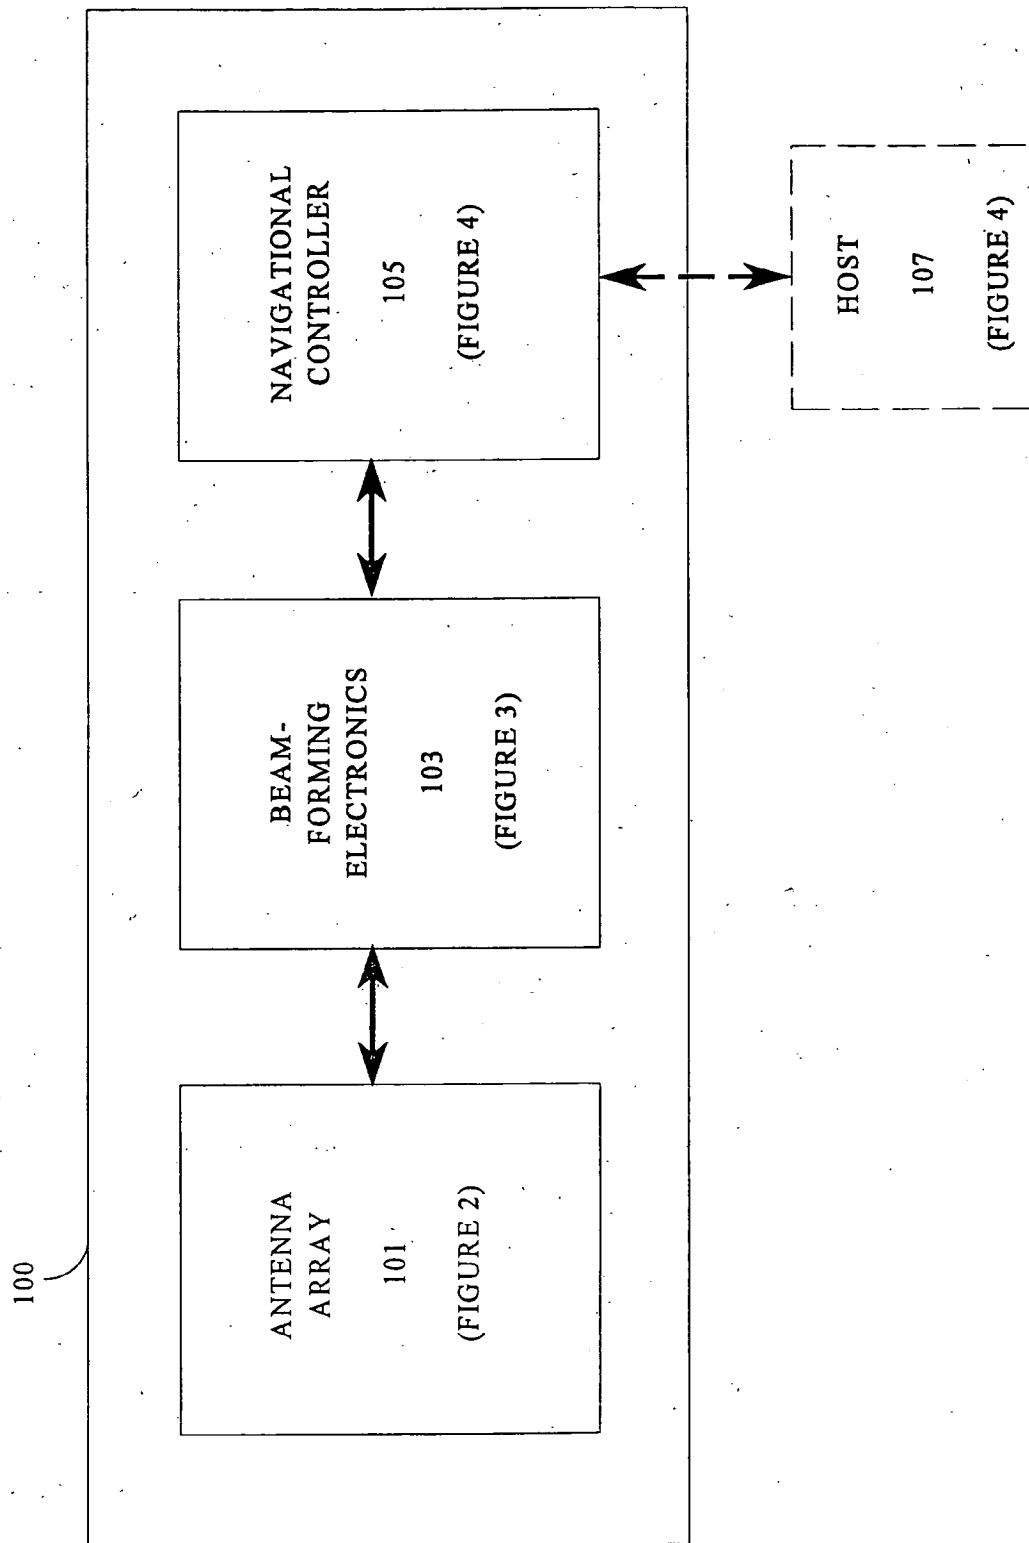 100
ANTENNA
ARRAY
101
(FIGURE 2)
BEAM-
FORMING
ELECTRONICS
103
(FIGURE 3)
NAVIGATIONAL
CONTROLLER
105
(FIGURE 4)
HOST
107
(FIGURE 4)